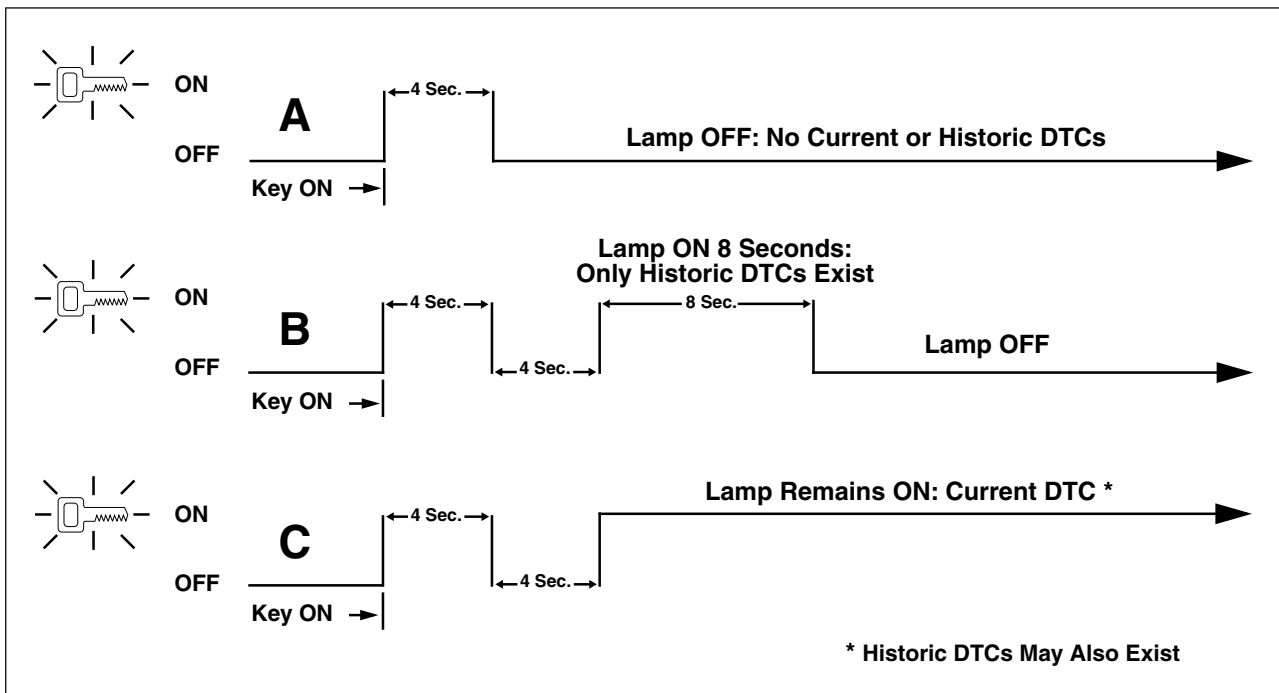 ON
A
4 Sec.
Lamp OFF: No Current or Historic DTCs
OFF
Key ON
Lamp ON 8 Seconds:
Only Historic DTCs Exist
ON
B
4 Sec.
8 Sec.
Lamp OFF
OFF
4 Sec.
Key ON
Lamp Remains ON: Current DTC *
ON
C
4 Sec.
OFF
4 Sec.
Key ON
* Historic DTCs May Also Exist